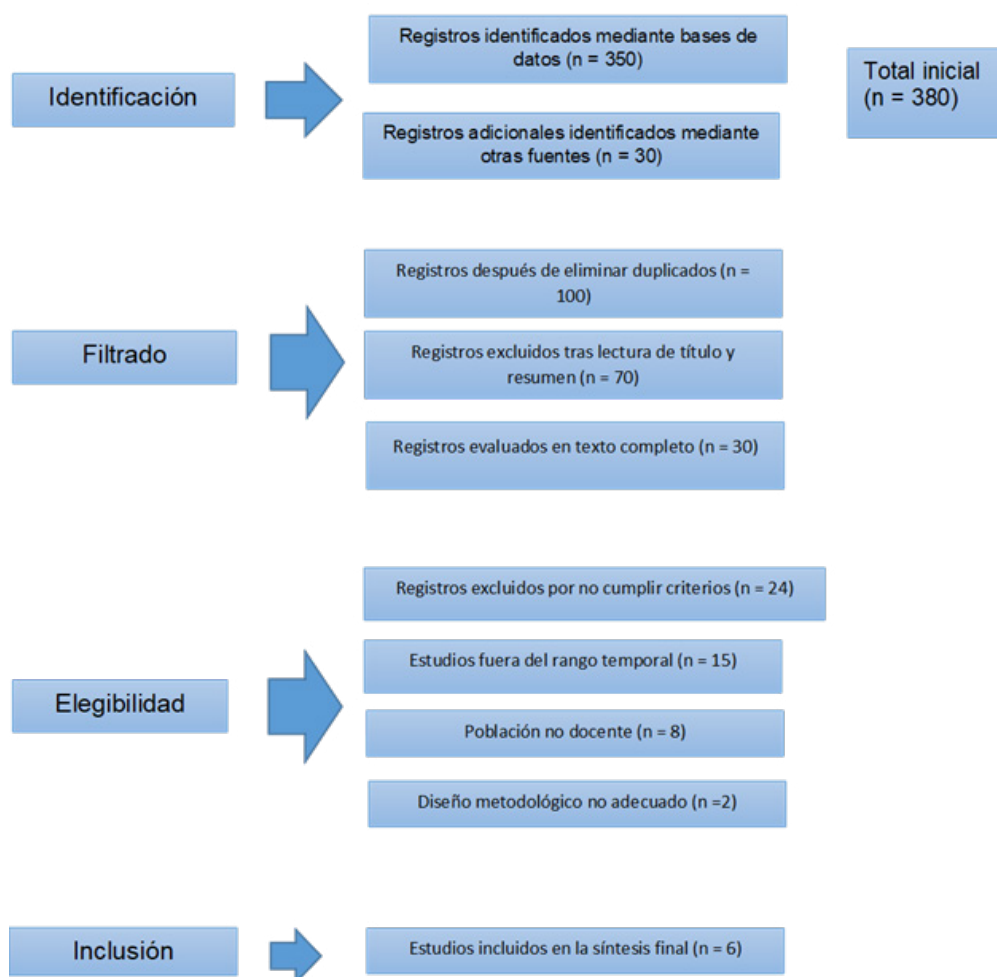 Identificación
Registros identificados mediante bases de
datos (n = 350)
Registros adicionales identificados mediante
otras fuentes (n = 30)
Total inicial
(n = 380)
Filtrado
Registros después de eliminar duplicados (n =
100)
Registros excluidos tras lectura de título y
resumen (n = 70)
Registros evaluados en texto completo (n = 30)
Elegibilidad
Registros excluidos por no cumplir criterios (n = 24)
Estudios fuera del rango temporal (n = 15)
Población no docente (n = 8)
Diseño metodológico no adecuado (n =2)
Inclusión
Estudios incluidos en la síntesis final (n = 6)